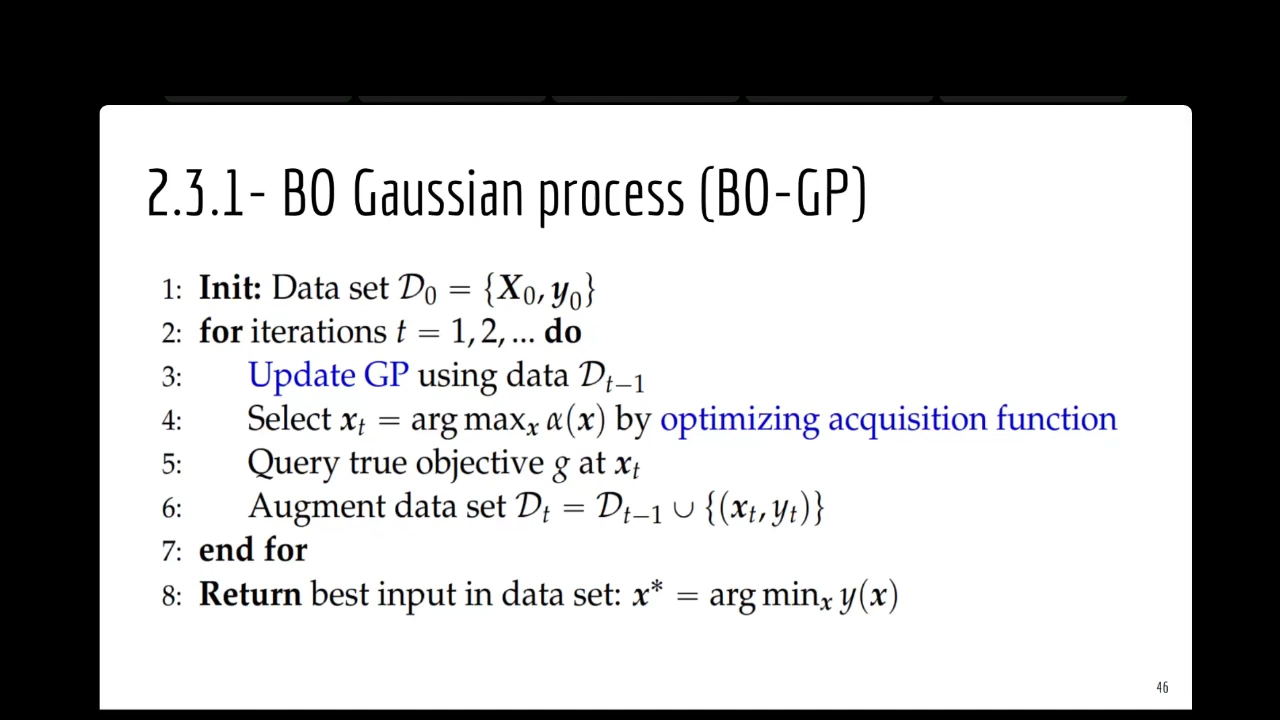 2.3.1- BO Gaussian process (BO-GP)
1: Init: Data set 𝒟₀ = {X₀, y₀}
2: for iterations t = 1, 2, ... do
3: Update GP using data 𝒟ₜ₋₁
4: Select xₜ = arg maxₓ α(x) by optimizing acquisition function
5: Query true objective g at xₜ
6: Augment data set 𝒟ₜ = 𝒟ₜ₋₁ ∪ {(xₜ, yₜ)}
7: end for
8: Return best input in data set: x* = arg minₓ y(x)
46